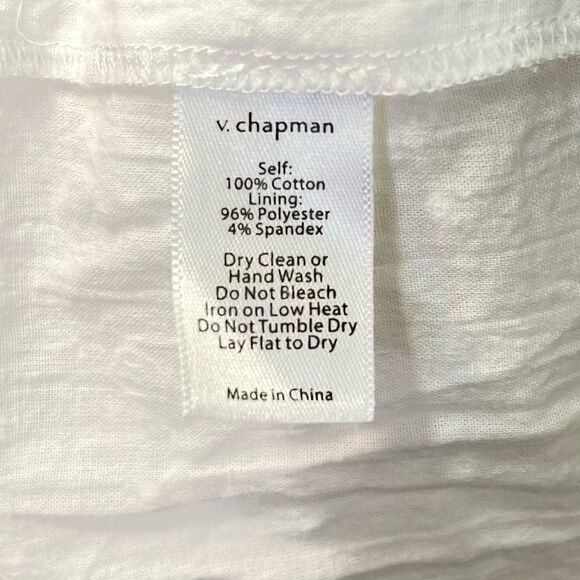 v. chapman
Self:
100% Cotton
Lining:
96% Polyester
4% Spandex
Dry Clean or
Hand Wash
Do Not Bleach
Iron on Low Heat
Do Not Tumble Dry
Lay Flat to Dry
Made in China